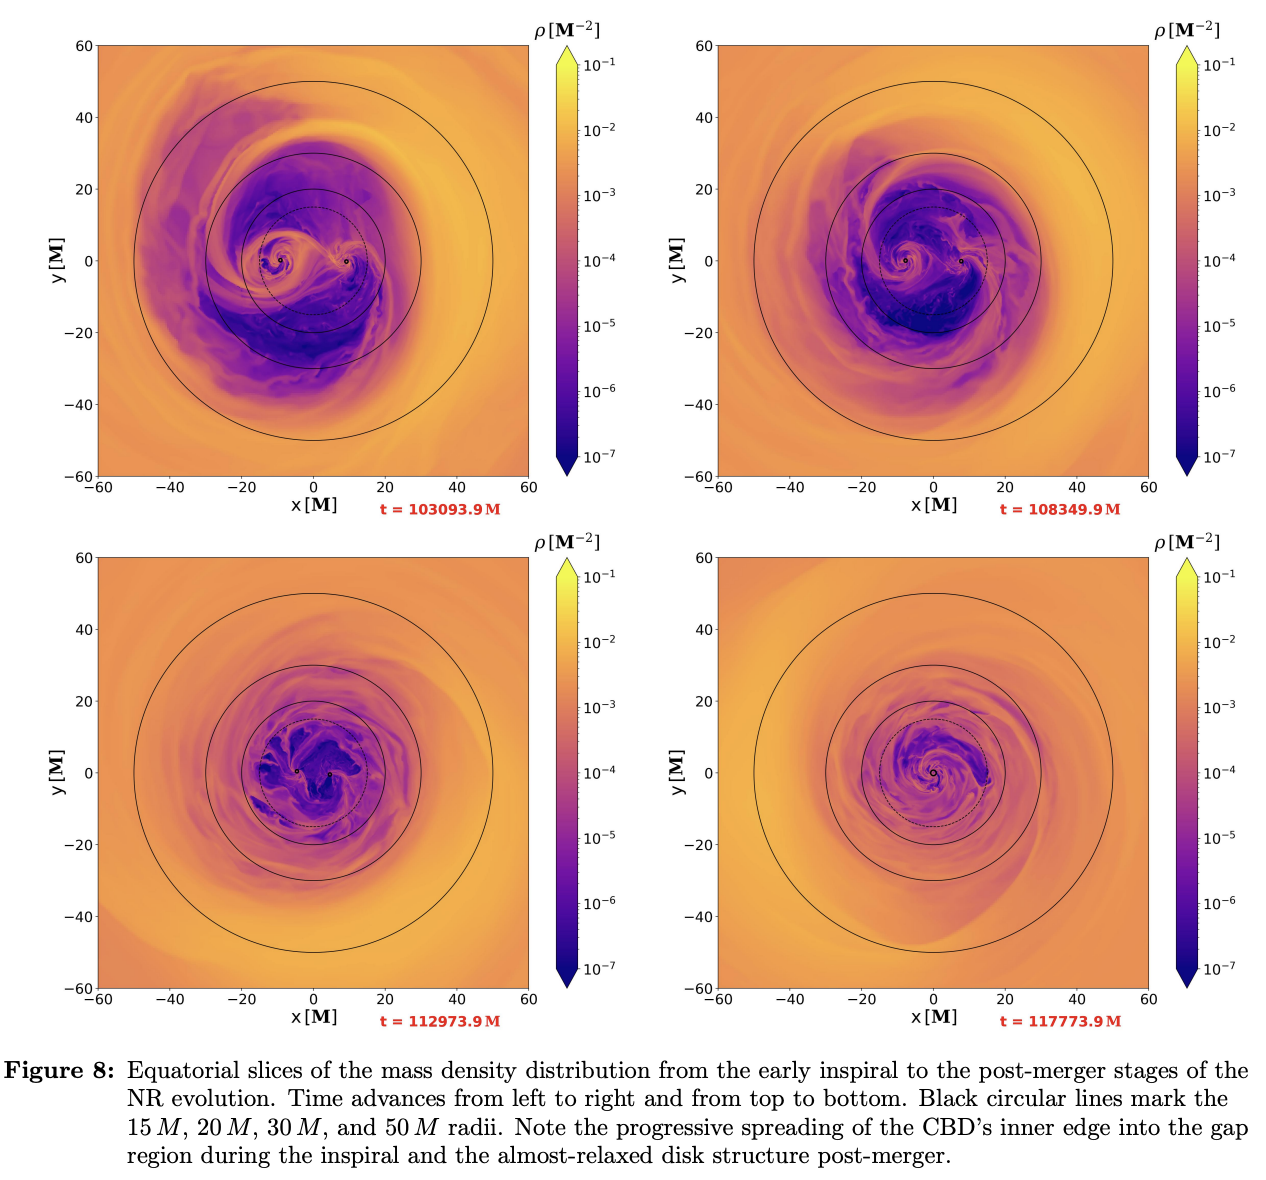 ρ [M⁻²]
60
40
20
0
−20
−40
−60
y [M]
−60 −40 −20 0 20 40 60
x [M]
t = 103093.9 M
10⁻¹
10⁻²
10⁻³
10⁻⁴
10⁻⁵
10⁻⁶
10⁻⁷
ρ [M⁻²]
60
40
20
0
−20
−40
−60
y [M]
−60 −40 −20 0 20 40 60
x [M]
t = 108349.9 M
10⁻¹
10⁻²
10⁻³
10⁻⁴
10⁻⁵
10⁻⁶
10⁻⁷
ρ [M⁻²]
60
40
20
0
−20
−40
−60
y [M]
−60 −40 −20 0 20 40 60
x [M]
t = 112973.9 M
10⁻¹
10⁻²
10⁻³
10⁻⁴
10⁻⁵
10⁻⁶
10⁻⁷
ρ [M⁻²]
60
40
20
0
−20
−40
−60
y [M]
−60 −40 −20 0 20 40 60
x [M]
t = 117773.9 M
10⁻¹
10⁻²
10⁻³
10⁻⁴
10⁻⁵
10⁻⁶
10⁻⁷
Figure 8: Equatorial slices of the mass density distribution from the early inspiral to the post-merger stages of the
NR evolution. Time advances from left to right and from top to bottom. Black circular lines mark the
15 M, 20 M, 30 M, and 50 M radii. Note the progressive spreading of the CBD's inner edge into the gap
region during the inspiral and the almost-relaxed disk structure post-merger.